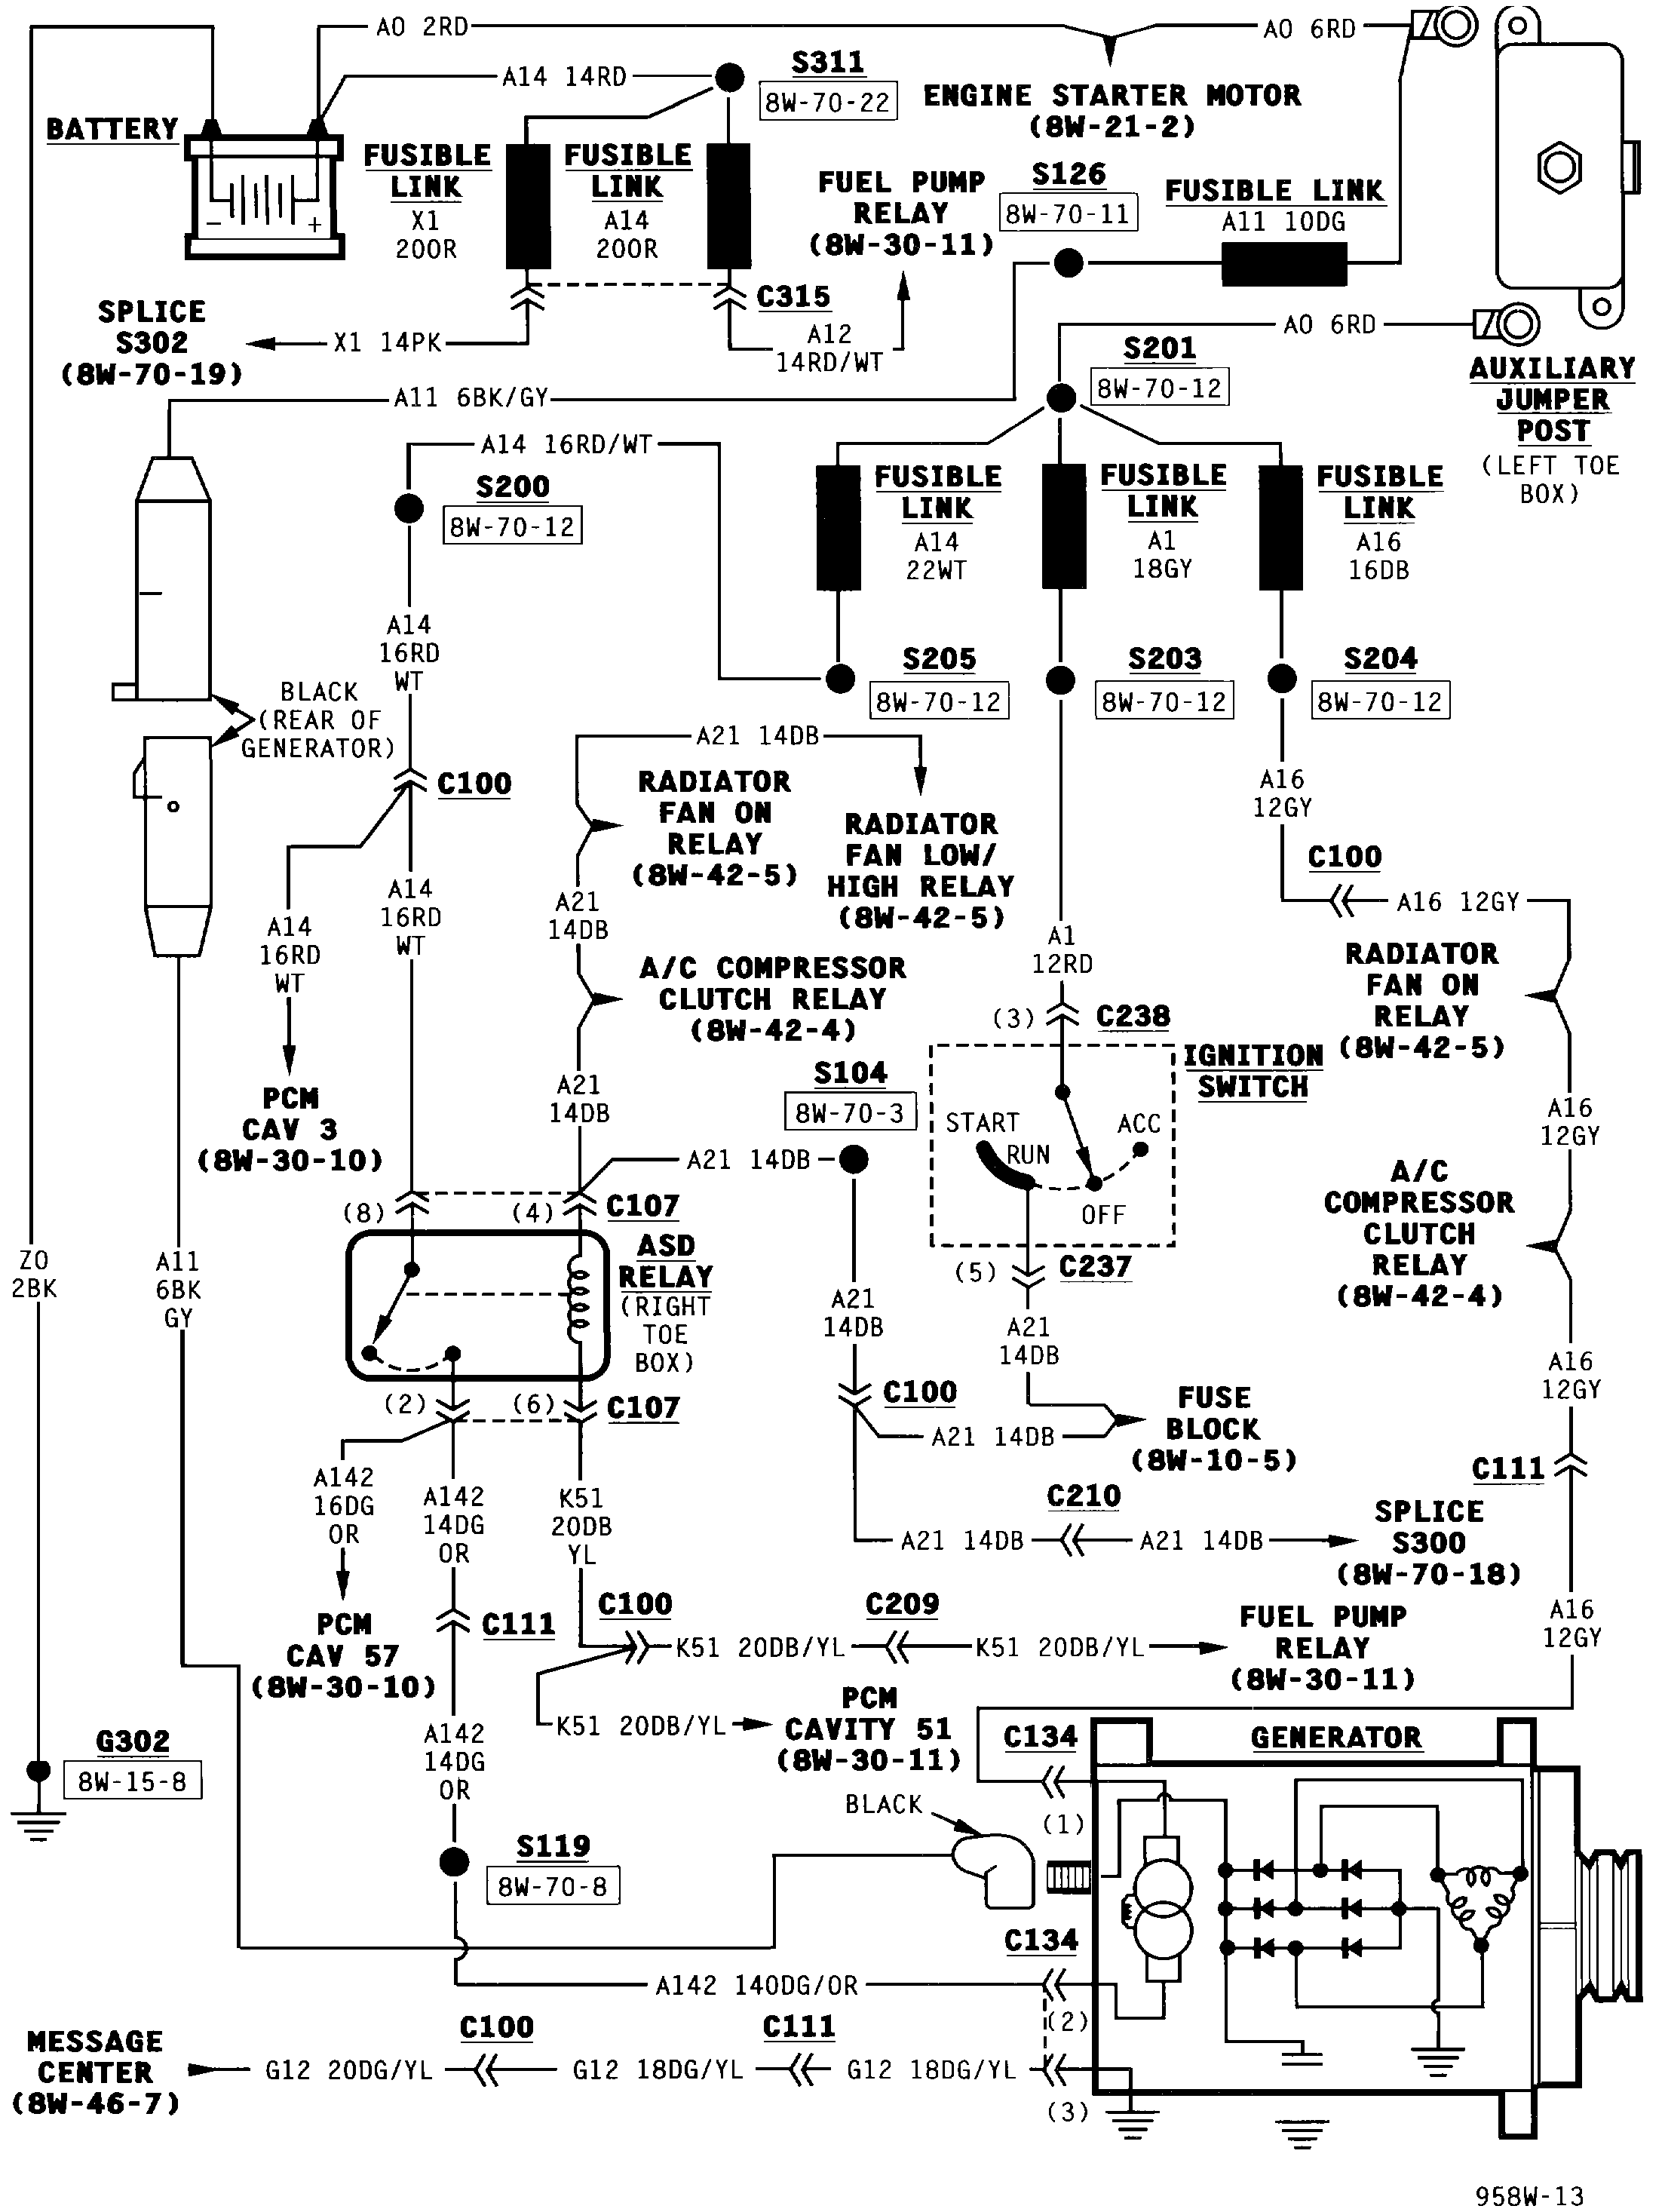 A0 2RD
A0 6RD
A14 14RD
S311
8W-70-22
ENGINE STARTER MOTOR
(8W-21-2)
BATTERY
- +
FUSIBLE
LINK
X1
200R
FUSIBLE
LINK
A14
200R
FUEL PUMP
RELAY
(8W-30-11)
S126
8W-70-11
FUSIBLE LINK
A11 10DG
C315
SPLICE
S302
(8W-70-19)
X1 14PK
A12
14RD/WT
A0 6RD
AUXILIARY
JUMPER
POST
(LEFT TOE
BOX)
S201
8W-70-12
A11 6BK/GY
A14 16RD/WT
S200
8W-70-12
FUSIBLE
LINK
A14
22WT
FUSIBLE
LINK
A1
18GY
FUSIBLE
LINK
A16
16DB
A14
16RD
WT
S205
8W-70-12
S203
8W-70-12
S204
8W-70-12
BLACK
(REAR OF
GENERATOR)
C100
A21 14DB
RADIATOR
FAN ON
RELAY
(8W-42-5)
RADIATOR
FAN LOW/
HIGH RELAY
(8W-42-5)
A16
12GY
C100
A16 12GY
A14
16RD
WT
A14
16RD
WT
A21
14DB
A1
12RD
RADIATOR
FAN ON
RELAY
(8W-42-5)
A/C COMPRESSOR
CLUTCH RELAY
(8W-42-4)
(3)
C238
IGNITION
SWITCH
START
RUN
ACC
OFF
PCM
CAV 3
(8W-30-10)
A21
14DB
S104
8W-70-3
A21 14DB
A16
12GY
A/C
COMPRESSOR
CLUTCH
RELAY
(8W-42-4)
(8)
(4)
C107
ASD
RELAY
(RIGHT
TOE
BOX)
Z0
2BK
A11
6BK
GY
(5)
C237
A21
14DB
A21
14DB
A16
12GY
(2)
(6)
C107
C100
A21 14DB
FUSE
BLOCK
(8W-10-5)
C111
A142
16DG
OR
A142
14DG
OR
K51
20DB
YL
C210
A21 14DB
A21 14DB
SPLICE
S300
(8W-70-18)
PCM
CAV 57
(8W-30-10)
C111
C100
C209
K51 20DB/YL
K51 20DB/YL
FUEL PUMP
RELAY
(8W-30-11)
A16
12GY
K51 20DB/YL
PCM
CAVITY 51
(8W-30-11)
G302
8W-15-8
A142
14DG
OR
C134
GENERATOR
(1)
BLACK
S119
8W-70-8
C134
A142 140DG/OR
(2)
MESSAGE
CENTER
(8W-46-7)
G12 20DG/YL
C100
G12 18DG/YL
C111
G12 18DG/YL
(3)
958W-13